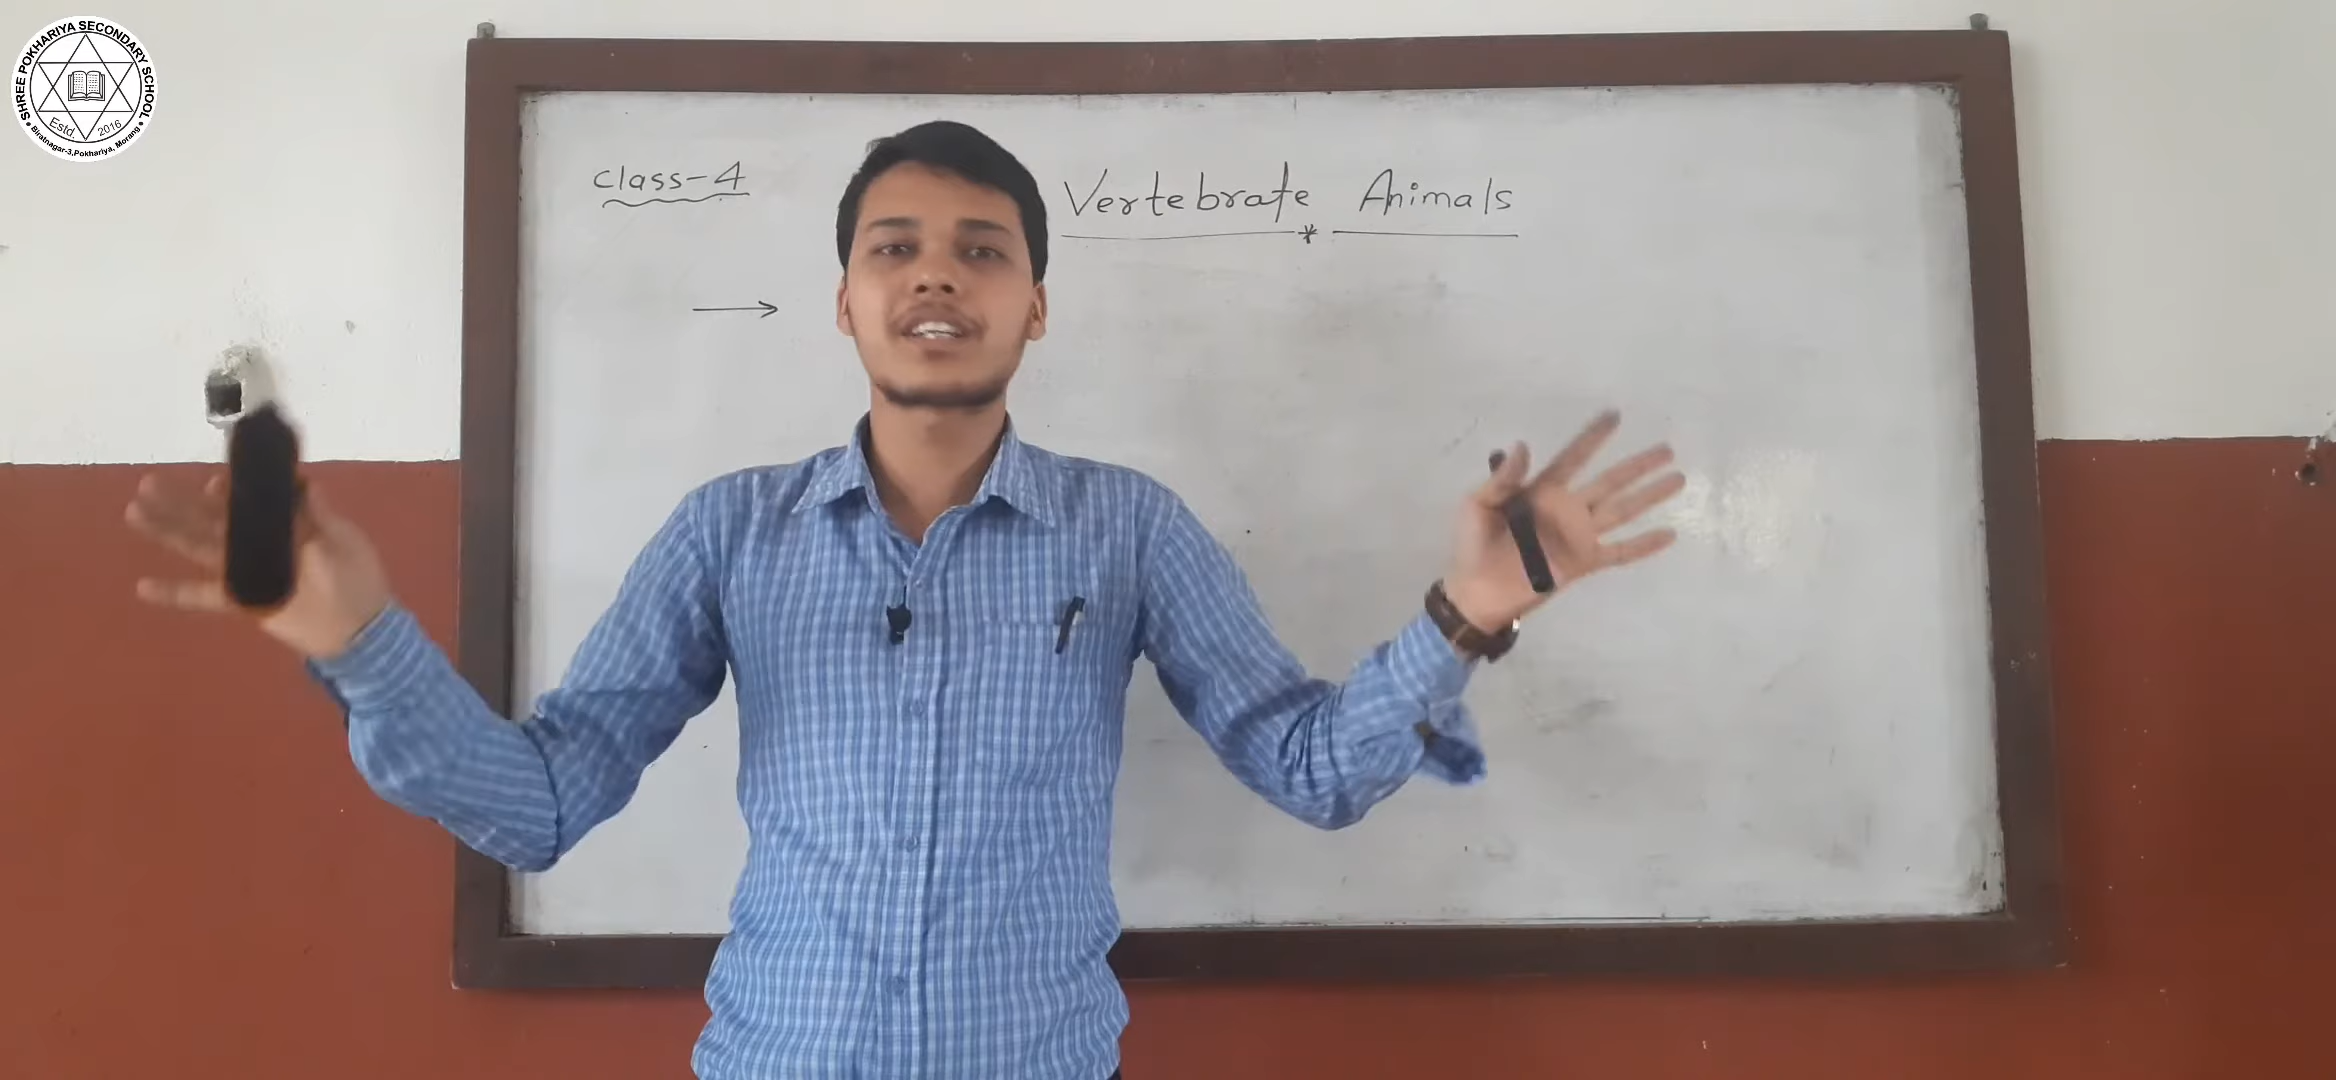 SHREE POKHARIYA SECONDARY SCHOOL
Estd. 2016
Biratnagar-3,Pokhariya, Morang
class-4
Vertebrate Animals